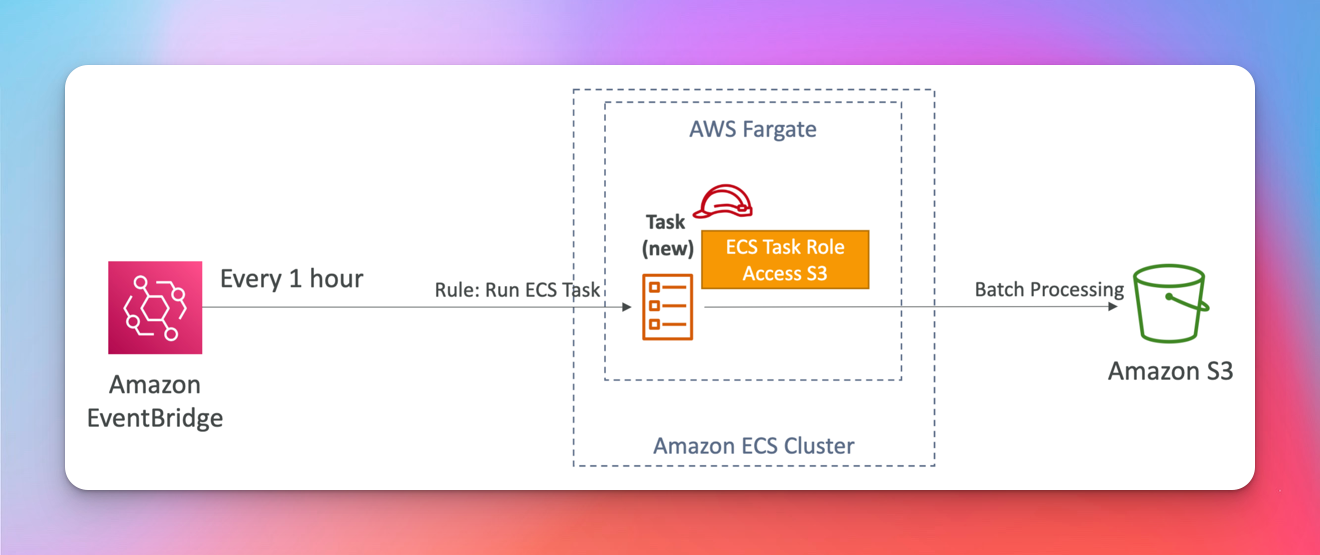 AWS Fargate
Task
(new)
ECS Task Role
Access S3
Every 1 hour
Rule: Run ECS Task
Batch Processing
Amazon
EventBridge
Amazon S3
Amazon ECS Cluster